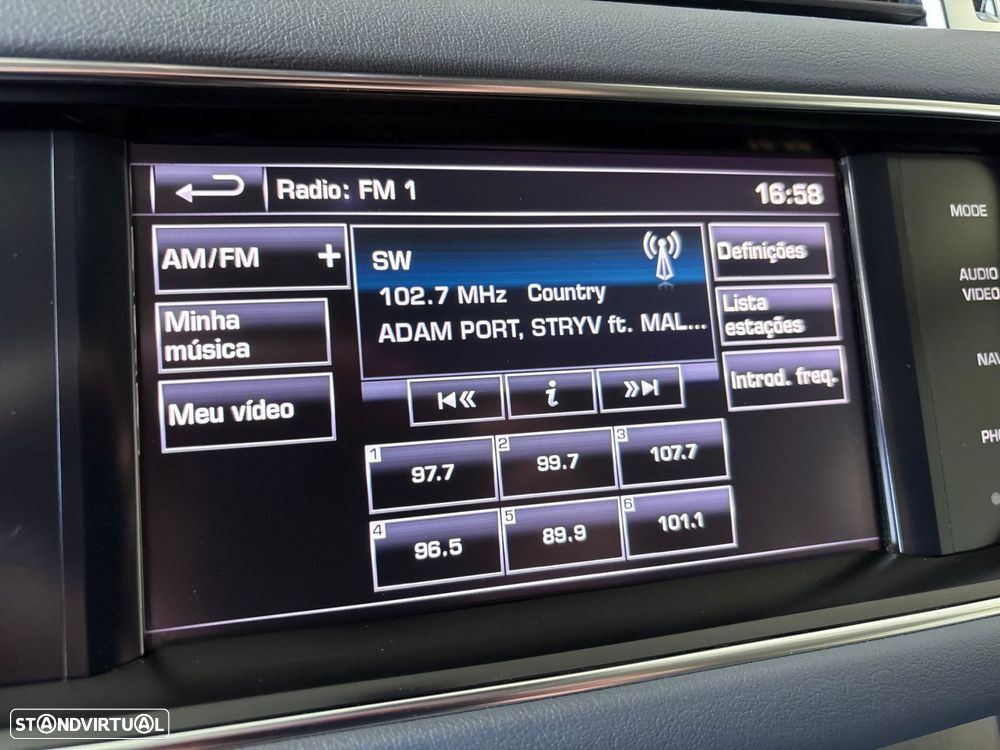 Radio: FM 1
16:58
AM/FM +
Minha
música
Meu vídeo
SW
102.7 MHz Country
ADAM PORT, STRYV ft. MAL...
Definições
Lista
estações
Introd. freq.
i
1 97.7
2 99.7
3 107.7
4 96.5
5 89.9
6 101.1
MODE
AUDIO
VIDEO
NAV
STANDVIRTUAL